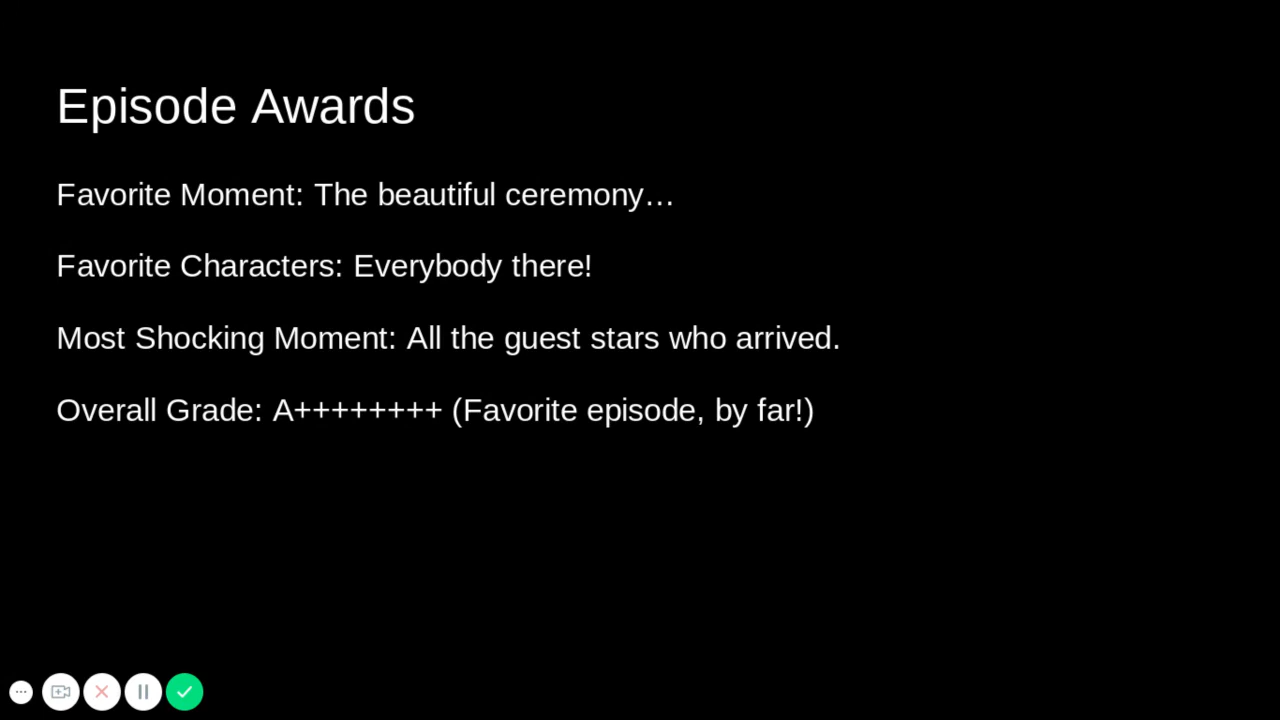 Episode Awards
Favorite Moment: The beautiful ceremony…
Favorite Characters: Everybody there!
Most Shocking Moment: All the guest stars who arrived.
Overall Grade: A++++++++ (Favorite episode, by far!)